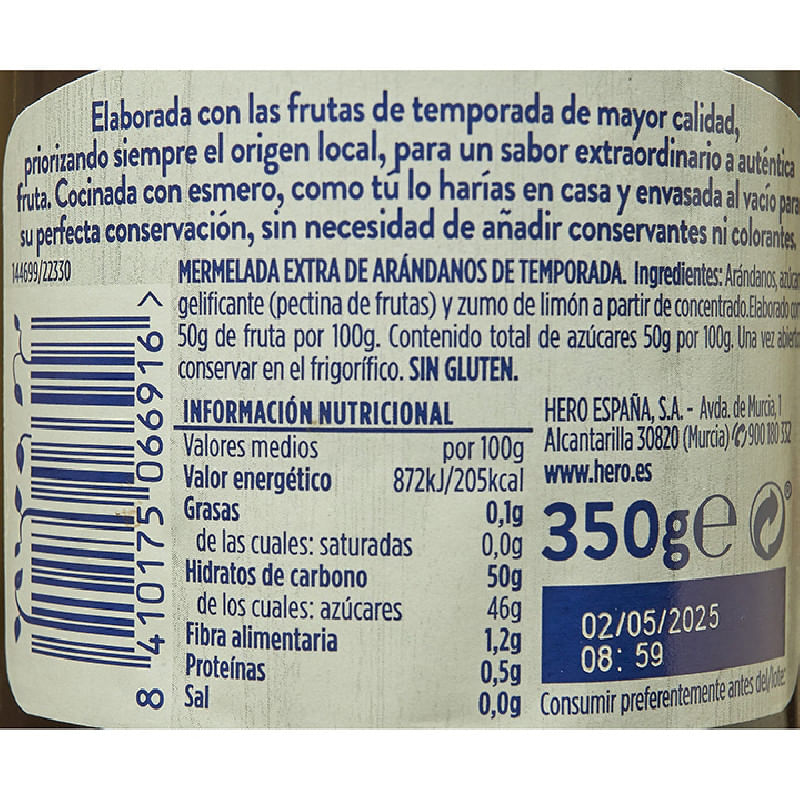 Elaborada con las frutas de temporada de mayor calidad,
priorizando siempre el origen local, para un sabor extraordinario a auténtica
fruta. Cocinada con esmero, como tú lo harías en casa y envasada al vacío para
su perfecta conservación, sin necesidad de añadir conservantes ni colorantes.
144699/22330
MERMELADA EXTRA DE ARÁNDANOS DE TEMPORADA. Ingredientes: Arándanos, azúcar,
gelificante (pectina de frutas) y zumo de limón a partir de concentrado. Elaborado con
50g de fruta por 100g. Contenido total de azúcares 50g por 100g. Una vez abierto
conservar en el frigorífico. SIN GLUTEN.
INFORMACIÓN NUTRICIONAL
Valores medios por 100g
Valor energético 872kJ/205kcal
Grasas 0,1g
de las cuales: saturadas 0,0g
Hidratos de carbono 50g
de los cuales: azúcares 46g
Fibra alimentaria 1,2g
Proteínas 0,5g
Sal 0,0g
HERO ESPAÑA, S.A. - Avda. de Murcia, 1
Alcantarilla 30820 (Murcia) 900 180 332
www.hero.es
350g e
02/05/2025
08: 59
Consumir preferentemente antes del/lote:
8 410175 066916 >